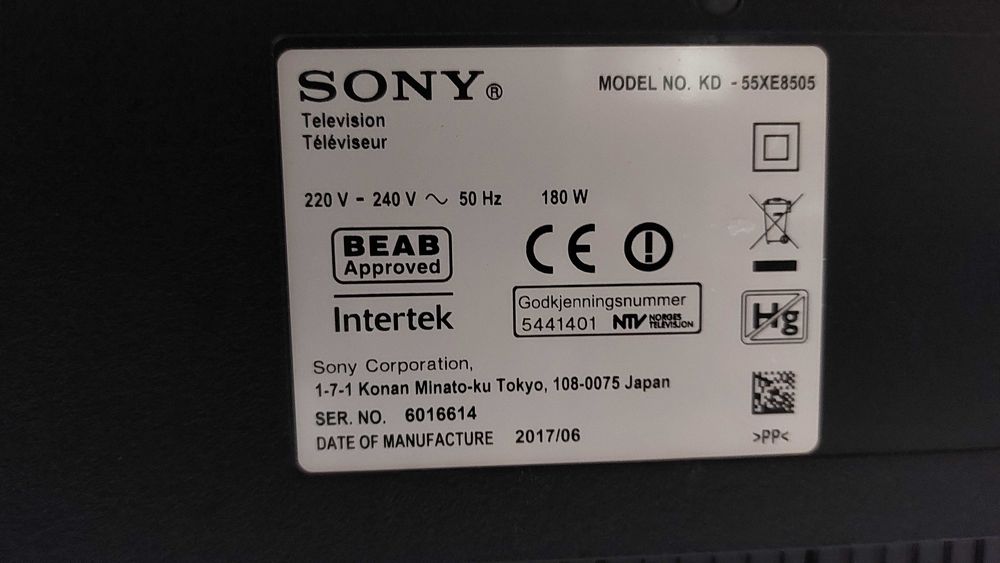 SONY®
MODEL NO. KD - 55XE8505
Television
Téléviseur
220 V - 240 V ~ 50 Hz 180 W
BEAB
Approved
Intertek
CE
Godkjenningsnummer
5441401 NTV NORGES TELEVISJON
Hg
Sony Corporation,
1-7-1 Konan Minato-ku Tokyo, 108-0075 Japan
SER. NO. 6016614
DATE OF MANUFACTURE 2017/06
>PP<